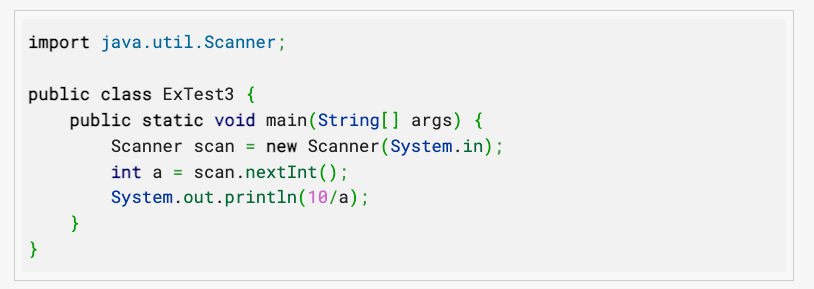 import java.util.Scanner;
public class ExTest3 {
public static void main(String[] args) {
Scanner scan = new Scanner(System.in);
int a = scan.nextInt();
System.out.println(10/a);
}
}